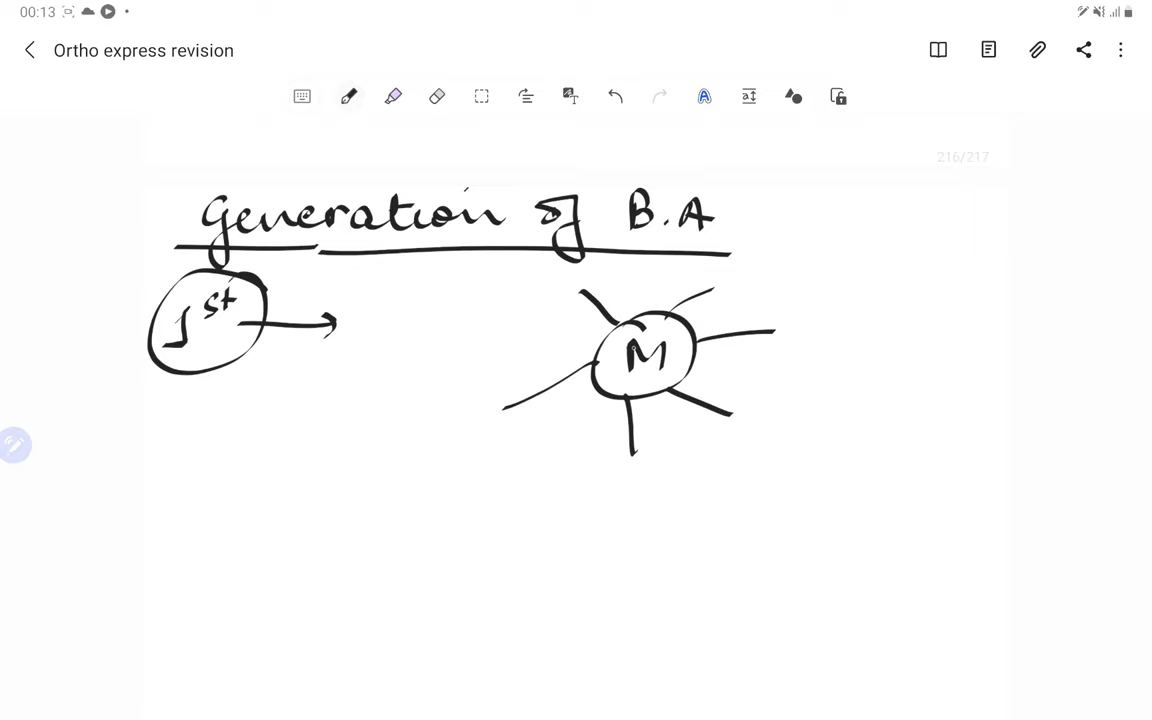 00:13
Ortho express revision
216/217
Generation of B.A
1st
M